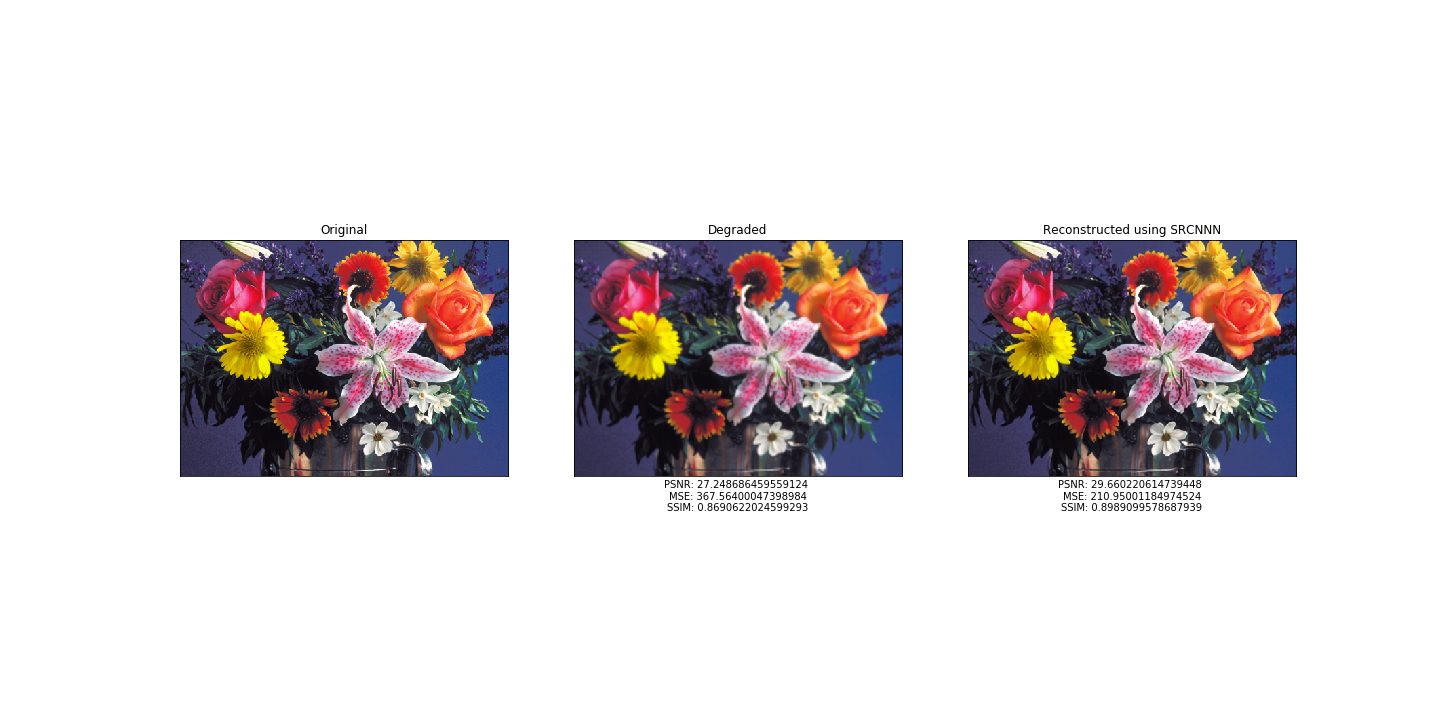 Original
Degraded
Reconstructed using SRCNNN
PSNR: 27.248686459559124
MSE: 367.56400047398984
SSIM: 0.8690622024599293
PSNR: 29.660220614739448
MSE: 210.95001184974524
SSIM: 0.8989099578687939